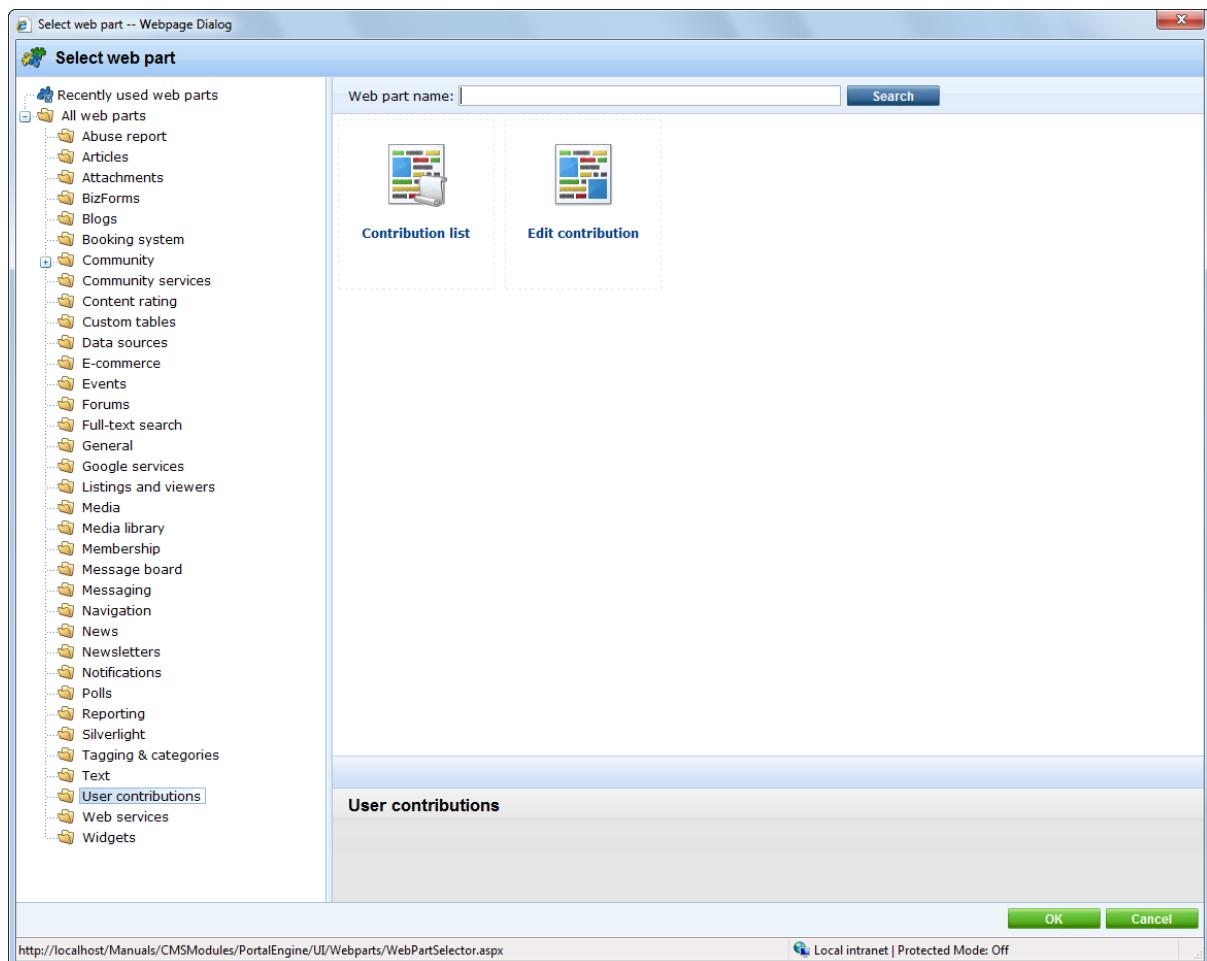 Select web part -- Webpage Dialog
Select web part
Recently used web parts
All web parts
Abuse report
Articles
Attachments
BizForms
Blogs
Booking system
Community
Community services
Content rating
Custom tables
Data sources
E-commerce
Events
Forums
Full-text search
General
Google services
Listings and viewers
Media
Media library
Membership
Message board
Messaging
Navigation
News
Newsletters
Notifications
Polls
Reporting
Silverlight
Tagging & categories
Text
User contributions
Web services
Widgets
Web part name: Search
Contribution list Edit contribution
User contributions
OK Cancel
http://localhost/Manuals/CMSModules/PortalEngine/UI/Webparts/WebPartSelector.aspx Local intranet | Protected Mode: Off